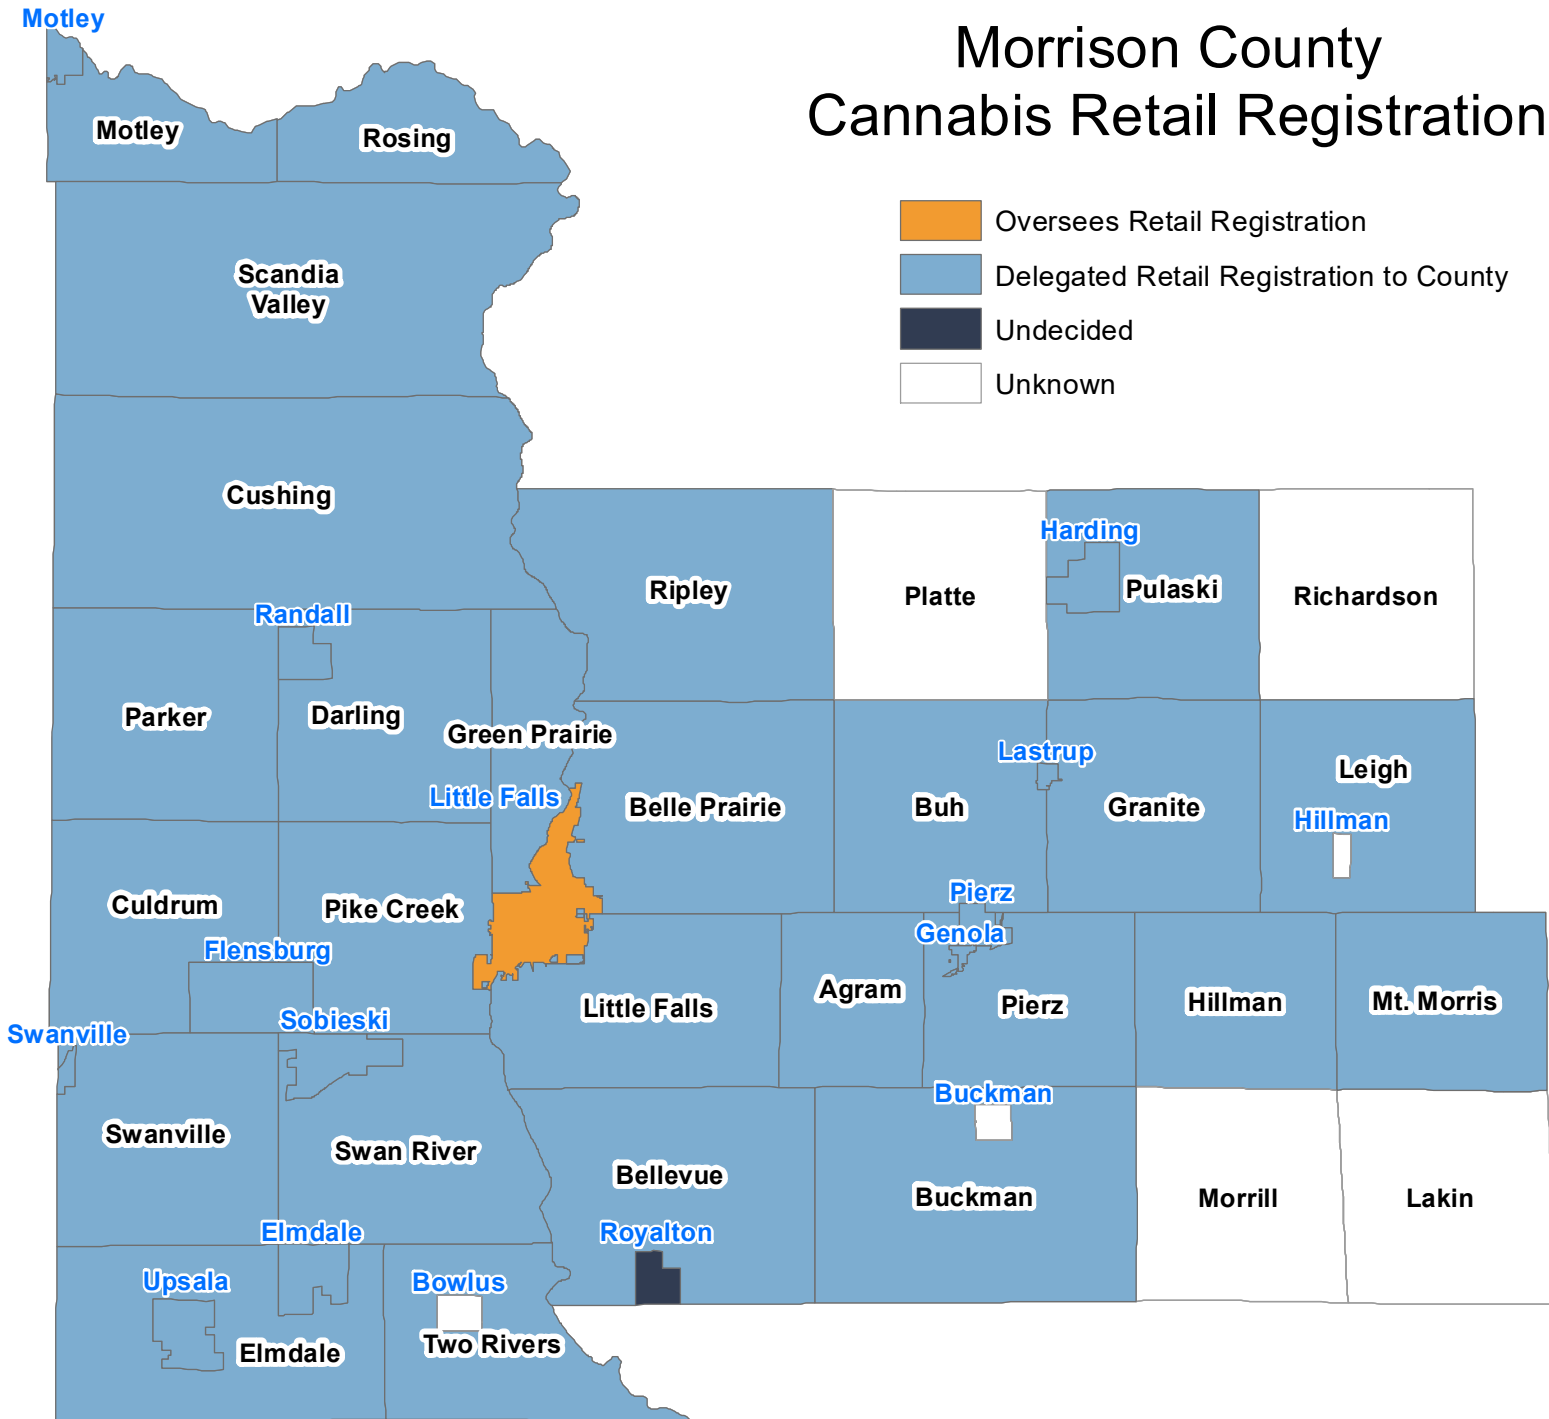 Motley
Morrison County
Cannabis Retail Registration
Motley
Rosing
Oversees Retail Registration
Delegated Retail Registration to County
Undecided
Unknown
Scandia
Valley
Cushing
Harding
Ripley
Platte
Pulaski
Richardson
Randall
Parker
Darling
Green Prairie
Lastrup
Leigh
Little Falls
Belle Prairie
Buh
Granite
Hillman
Culdrum
Pike Creek
Pierz
Genola
Flensburg
Agram
Little Falls
Pierz
Hillman
Mt. Morris
Sobieski
Swanville
Buckman
Swanville
Swan River
Bellevue
Buckman
Morrill
Lakin
Elmdale
Royalton
Upsala
Bowlus
Elmdale
Two Rivers